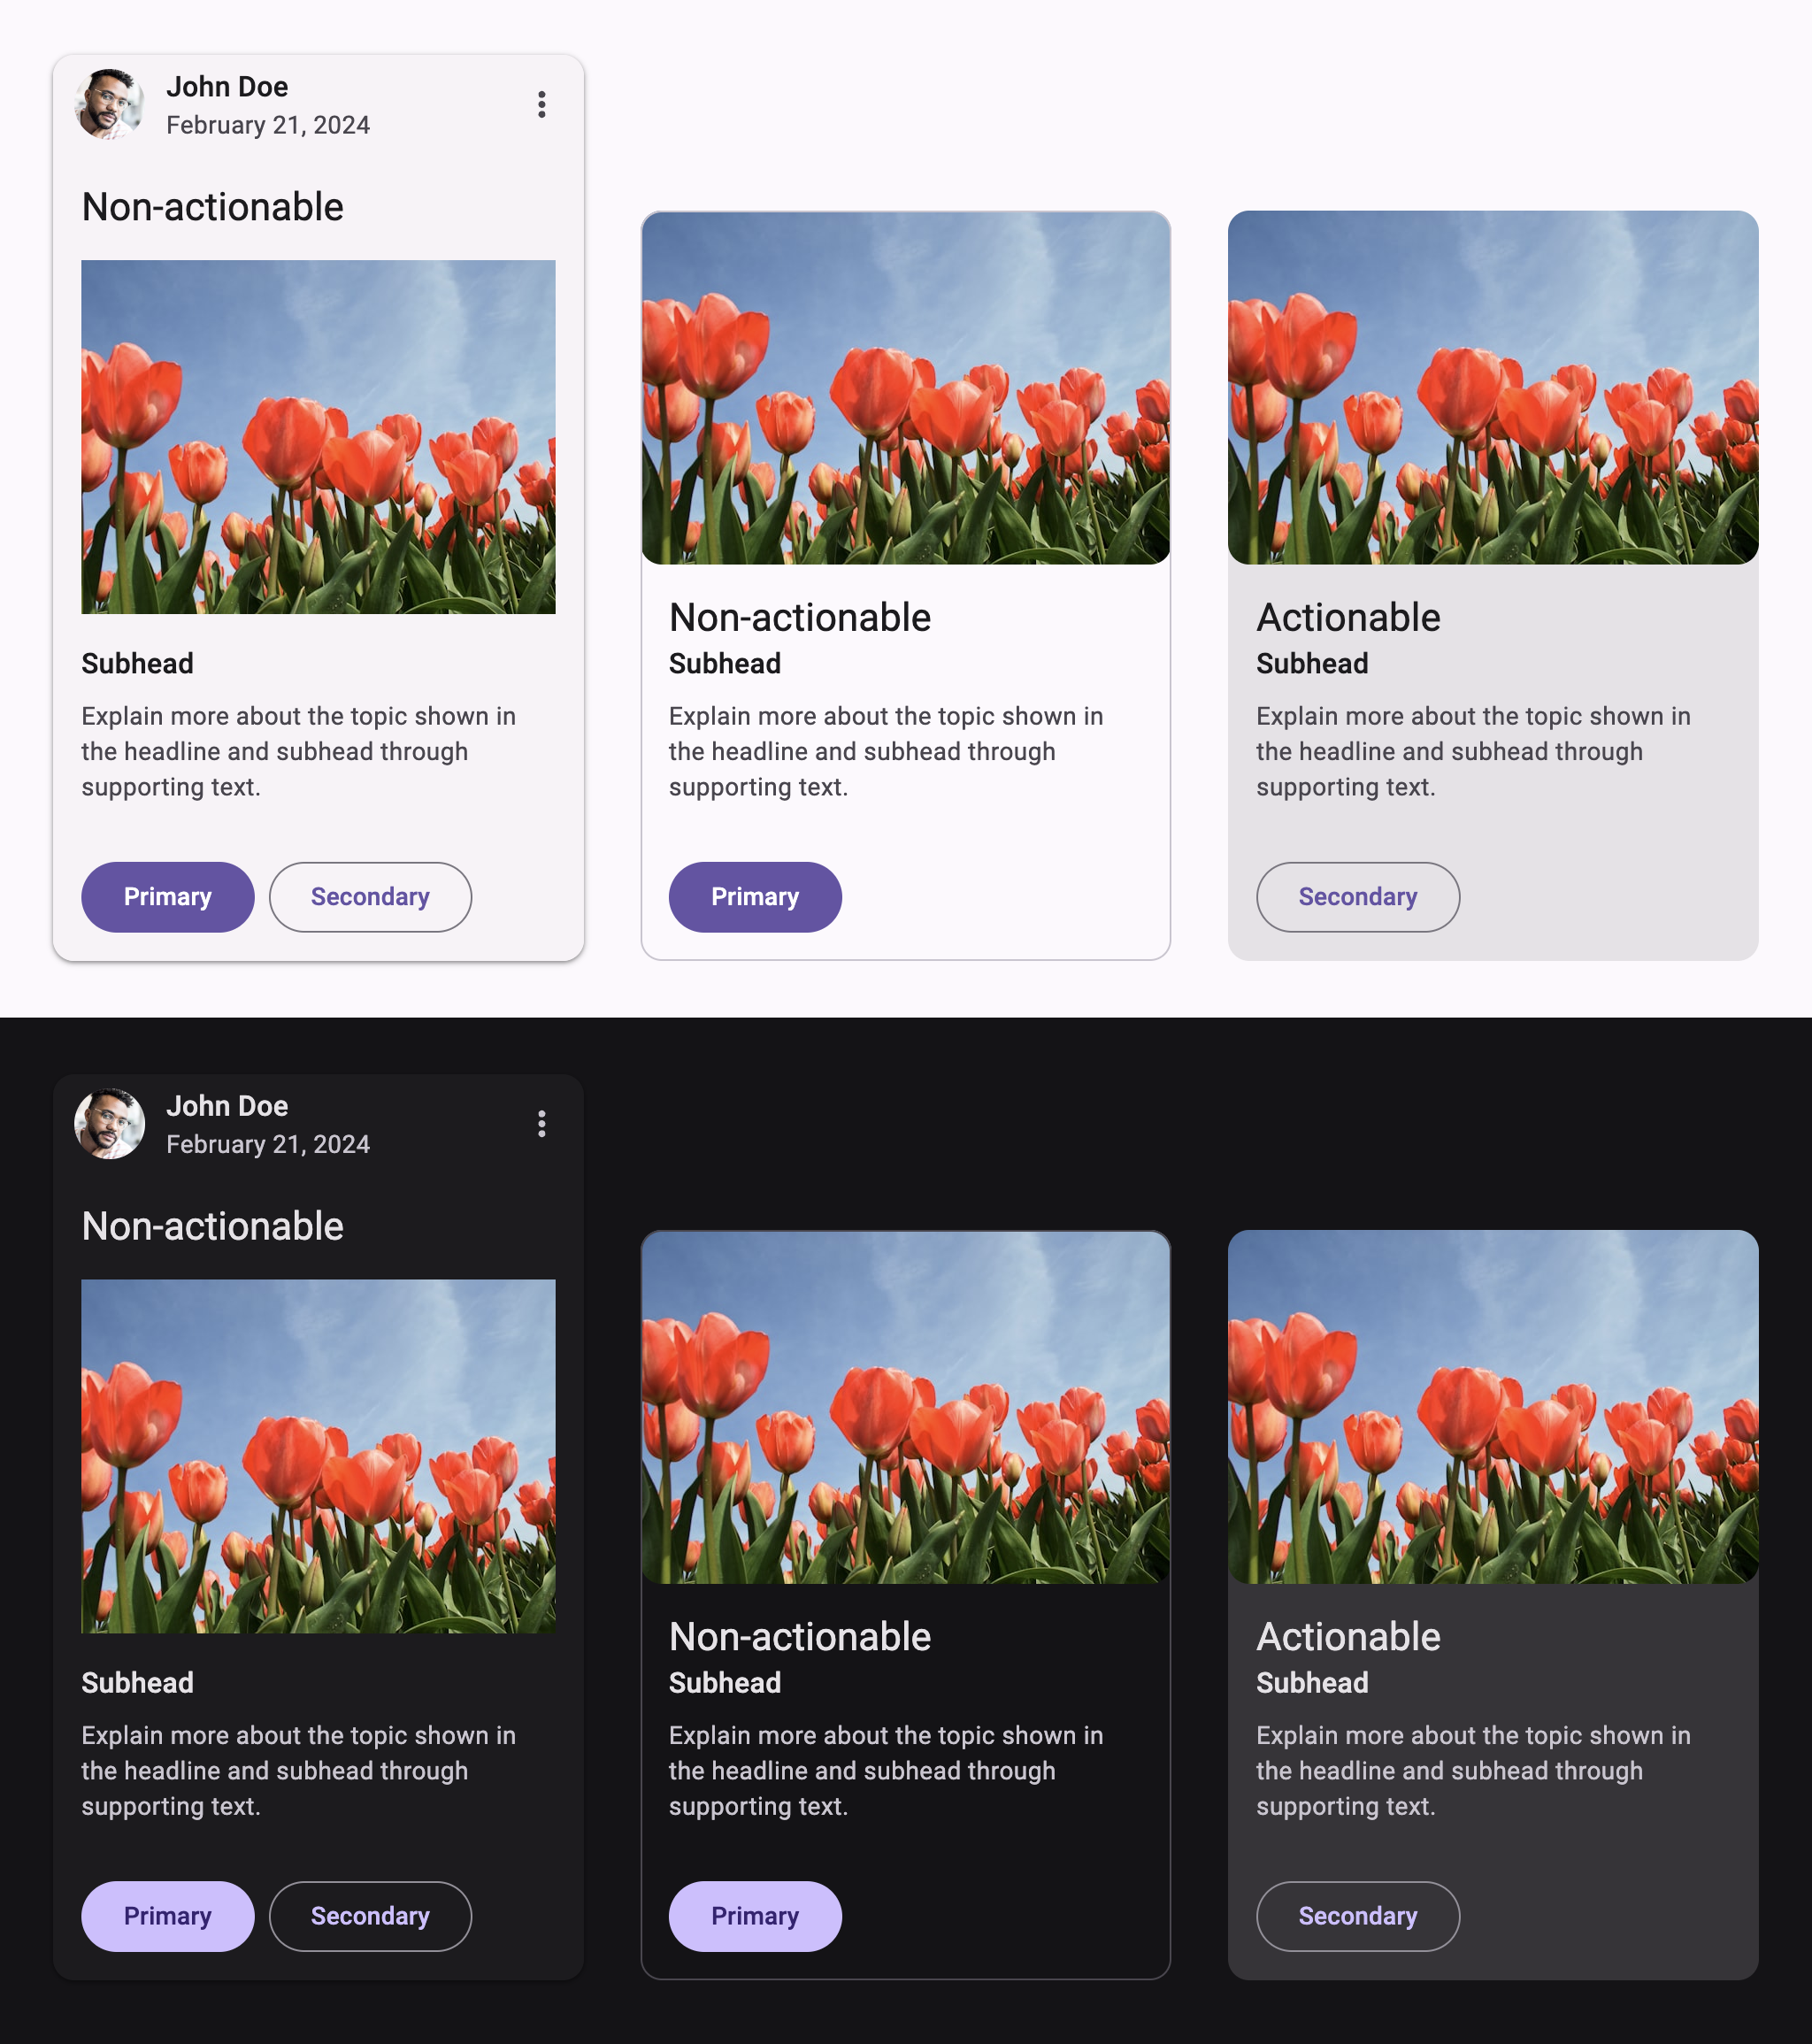 John Doe
February 21, 2024
Non-actionable
Subhead
Explain more about the topic shown in
the headline and subhead through
supporting text.
Primary
Secondary
Non-actionable
Subhead
Explain more about the topic shown in
the headline and subhead through
supporting text.
Primary
Actionable
Subhead
Explain more about the topic shown in
the headline and subhead through
supporting text.
Secondary
John Doe
February 21, 2024
Non-actionable
Subhead
Explain more about the topic shown in
the headline and subhead through
supporting text.
Primary
Secondary
Non-actionable
Subhead
Explain more about the topic shown in
the headline and subhead through
supporting text.
Primary
Actionable
Subhead
Explain more about the topic shown in
the headline and subhead through
supporting text.
Secondary